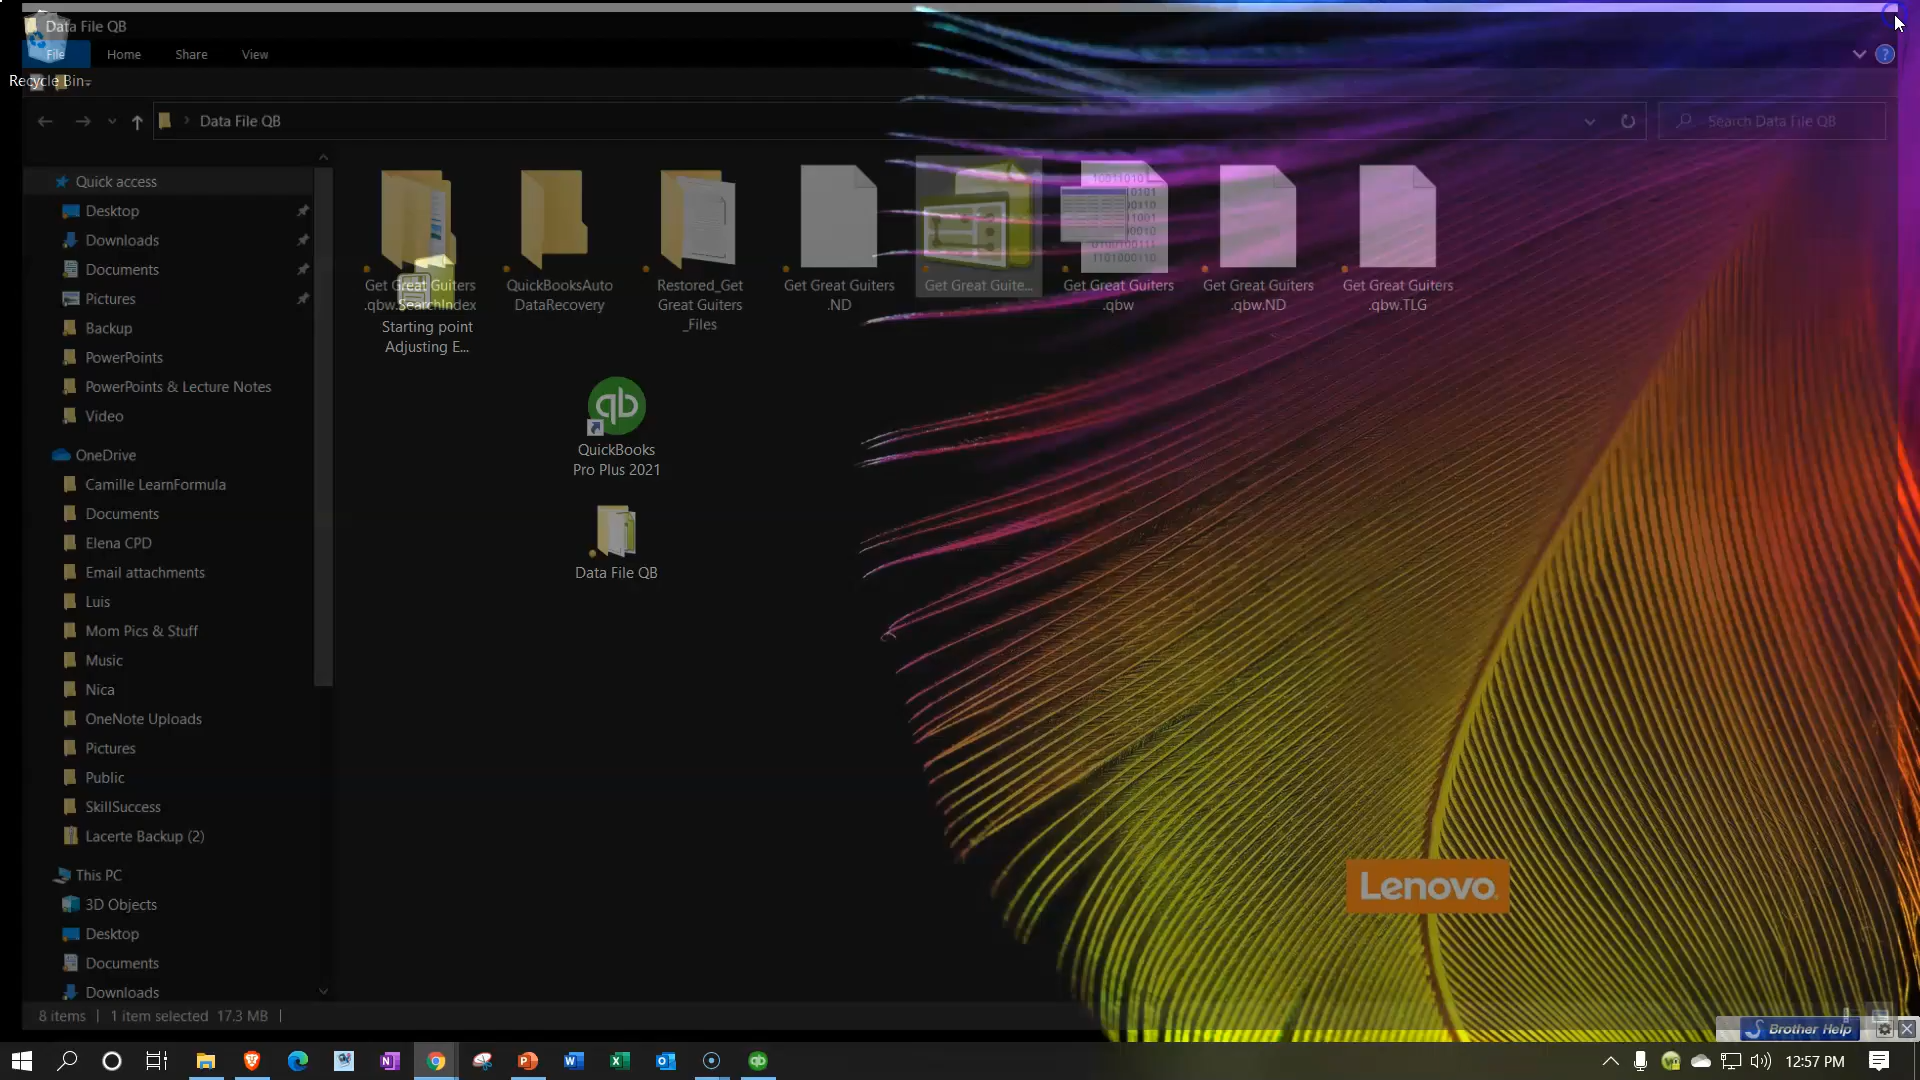 Data File QB
File
Home
Share
View
Recycle Bin
Data File QB
Search Data File QB
Quick access
Desktop
Downloads
Documents
Pictures
Backup
PowerPoints
PowerPoints & Lecture Notes
Video
OneDrive
Camille LearnFormula
Documents
Elena CPD
Email attachments
Luis
Mom Pics & Stuff
Music
Nica
OneNote Uploads
Pictures
Public
SkillSuccess
Lacerte Backup (2)
This PC
3D Objects
Desktop
Documents
Downloads
Get Great Guiters
.qbw.SearchIndex
QuickBooksAuto
DataRecovery
Restored_Get
Great Guiters
_Files
Get Great Guiters
.ND
Get Great Guite...
Get Great Guiters
.qbw
Get Great Guiters
.qbw.ND
Get Great Guiters
.qbw.TLG
Starting point
Adjusting E...
qb
QuickBooks
Pro Plus 2021
Data File QB
Lenovo
8 items
1 item selected 17.3 MB
Brother Help
12:57 PM